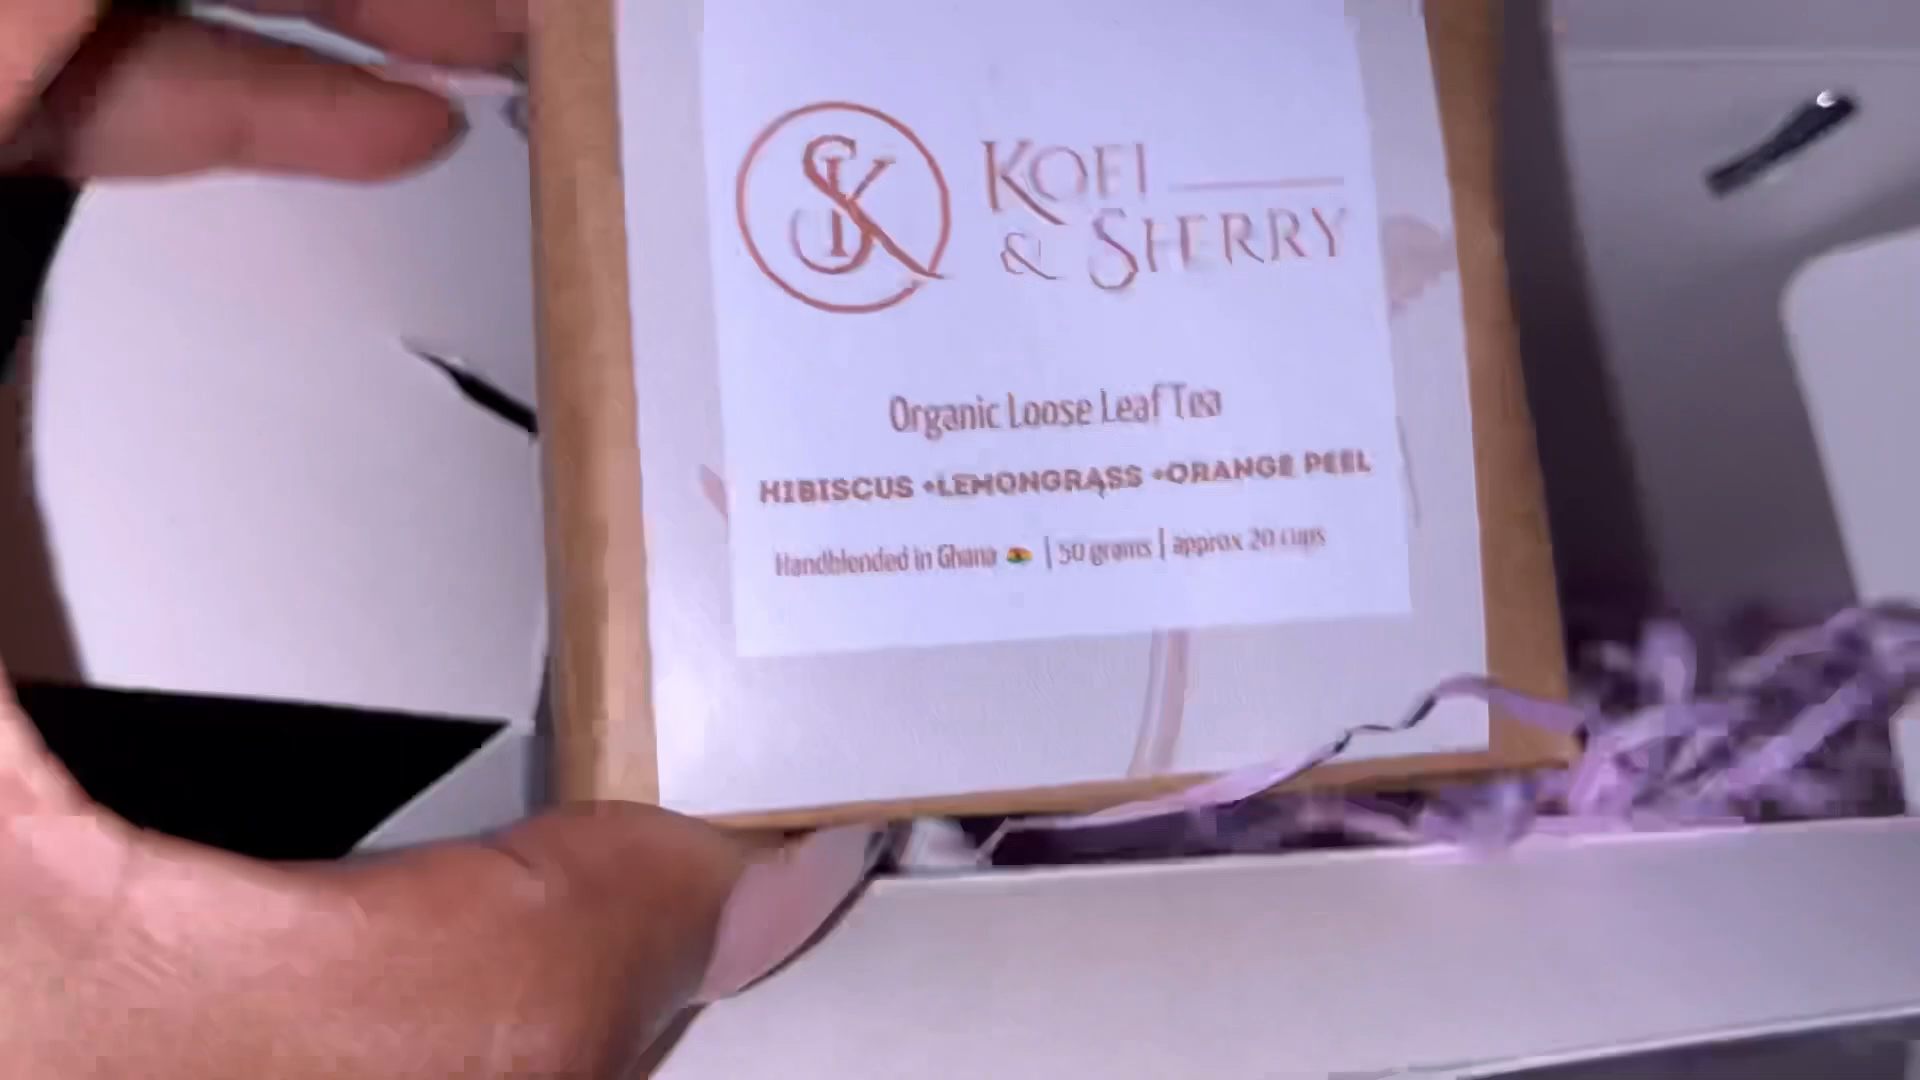 SK
KOFI
& SHERRY
Organic Loose Leaf Tea
HIBISCUS •LEMONGRASS •ORANGE PEEL
Handblended in Ghana 🇬🇭 | 50 grams | approx 20 cups